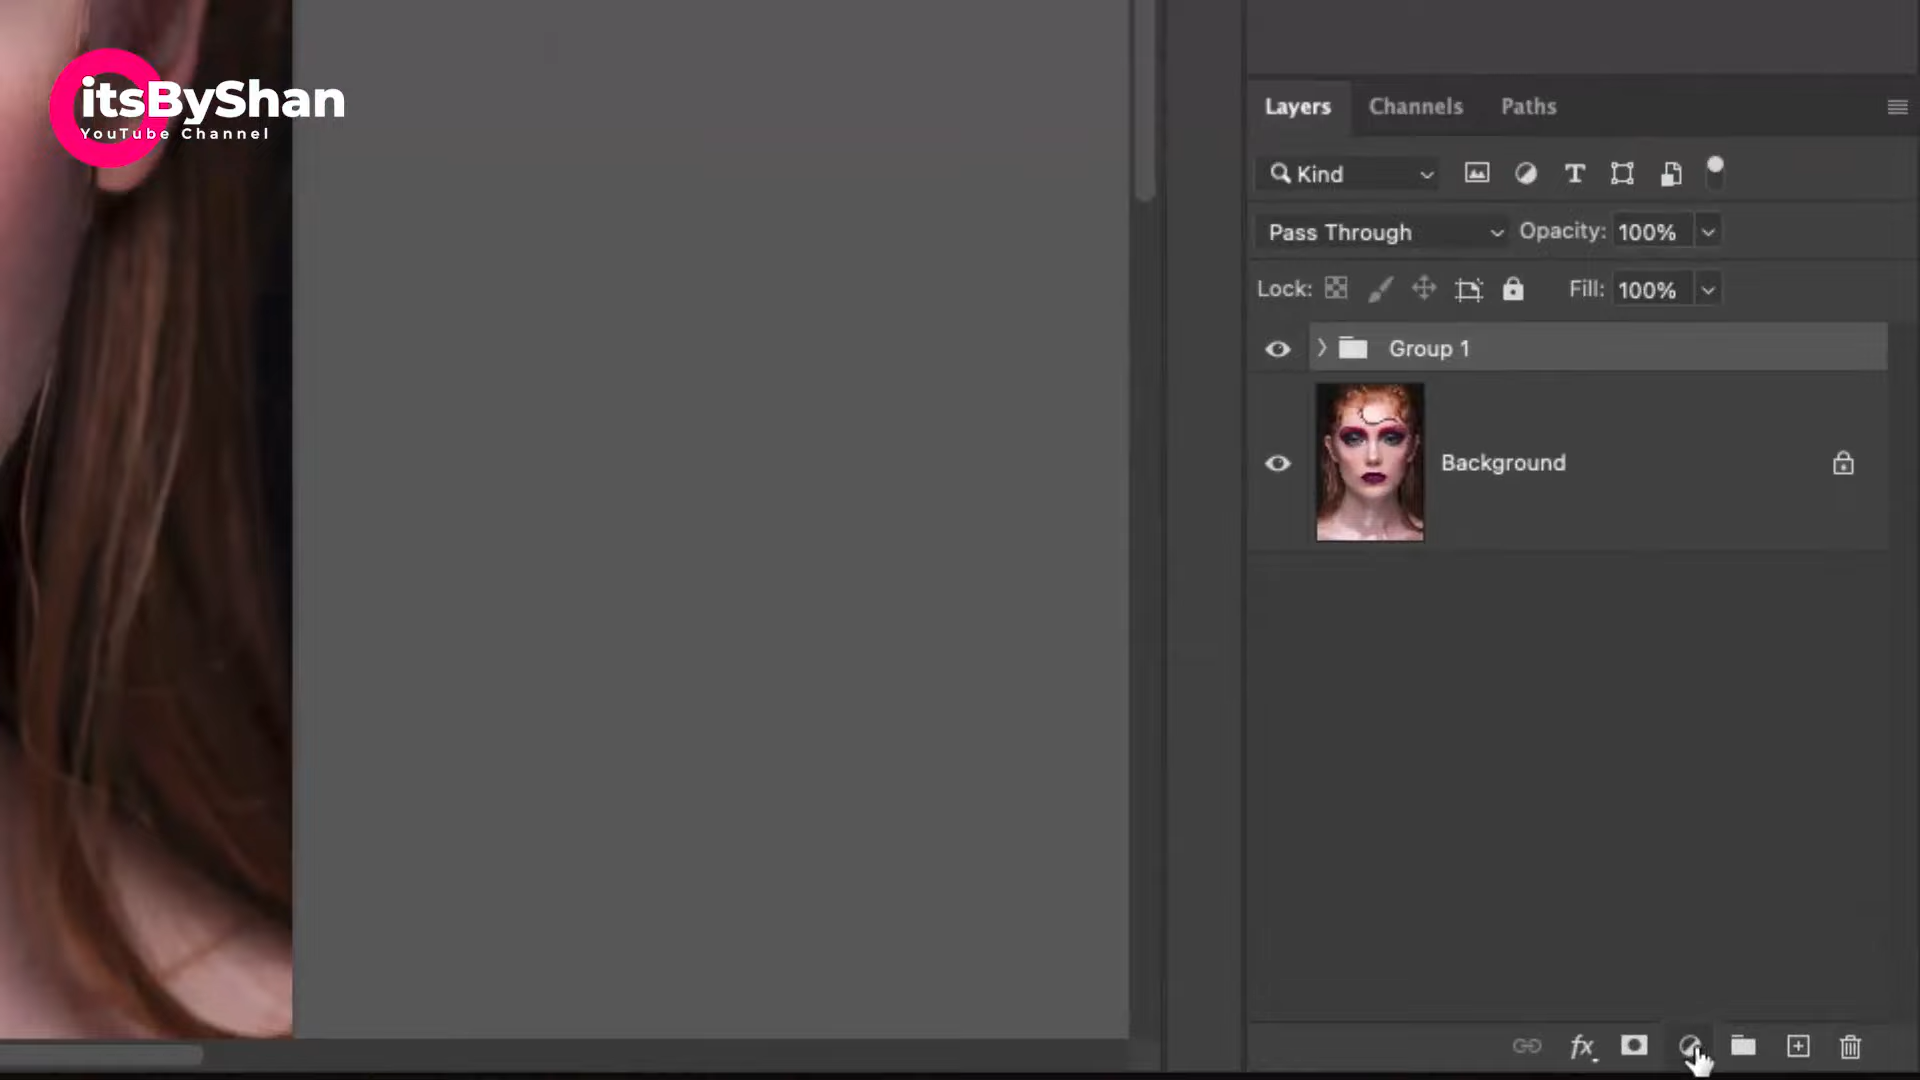 itsByShan
YouTube Channel
Layers Channels Paths
Kind
Pass Through Opacity: 100%
Lock: Fill: 100%
Group 1
Background
fx